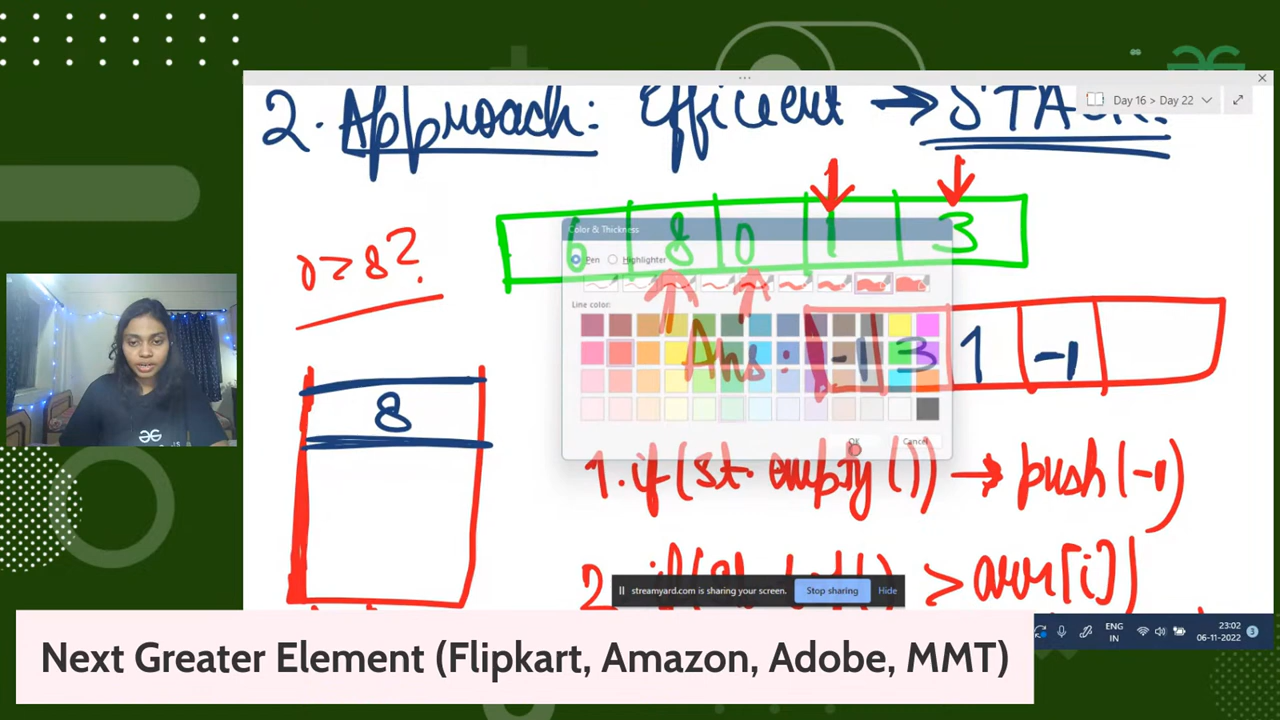 2. Approach: Efficient → STACK.
Day 16 > Day 22
6 8 0 1 3
0 > 8?
Color & Thickness
Pen Highlighter
Line color:
Ans: -1 3 1 -1
8
OK Cancel
1. if (st. empty()) → push(-1)
2. > arr[i]
streamyard.com is sharing your screen. Stop sharing Hide
ENG
IN
23:02
06-11-2022
3
Next Greater Element (Flipkart, Amazon, Adobe, MMT)